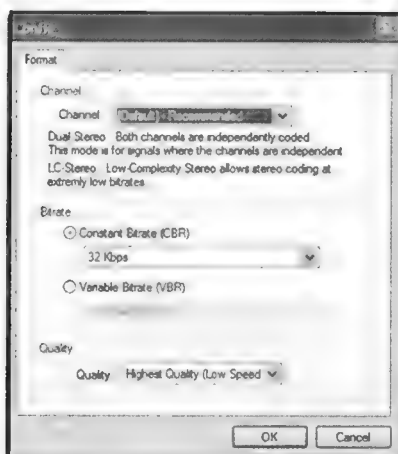 Format
Channel
Channel (Default) - Recommended
Dual Stereo Both channels are independently coded
This mode is for signals where the channels are independent
LC-Stereo Low-Complexity Stereo allows stereo coding at
extremly low bitrates
Bitrate
Constant Bitrate (CBR)
32 Kbps
Variable Bitrate (VBR)
Quality
Quality Highest Quality (Low Speed
OK Cancel